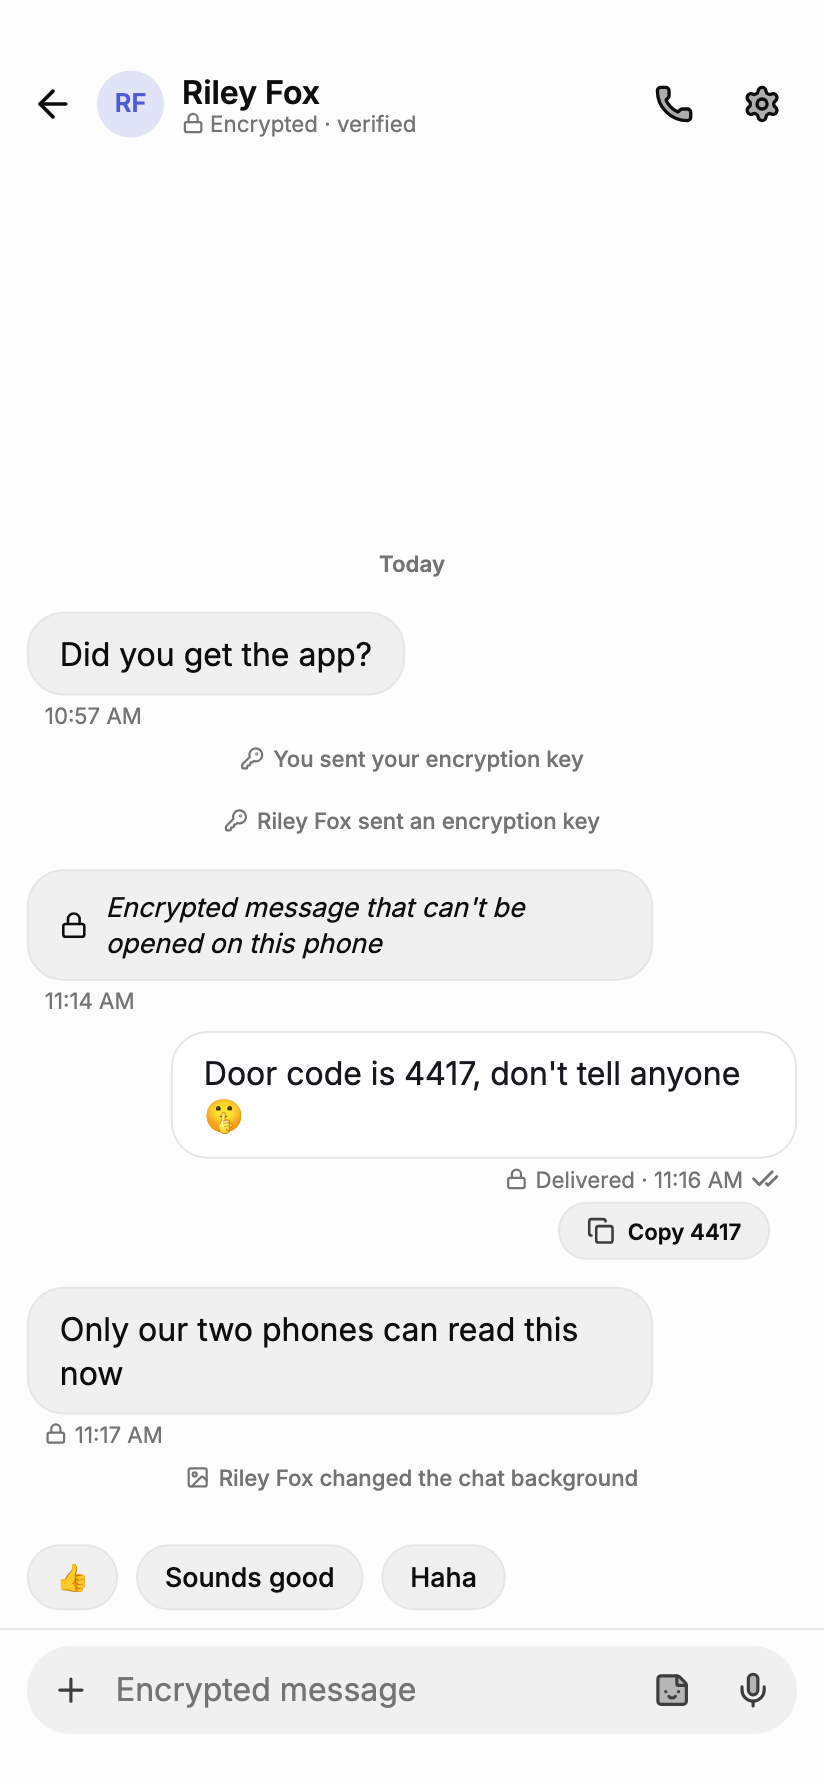 RF
Riley Fox
Encrypted · verified
Today
Did you get the app?
10:57 AM
You sent your encryption key
Riley Fox sent an encryption key
Encrypted message that can't be
opened on this phone
11:14 AM
Door code is 4417, don't tell anyone
🤫
Delivered · 11:16 AM
Copy 4417
Only our two phones can read this
now
11:17 AM
Riley Fox changed the chat background
👍
Sounds good
Haha
Encrypted message